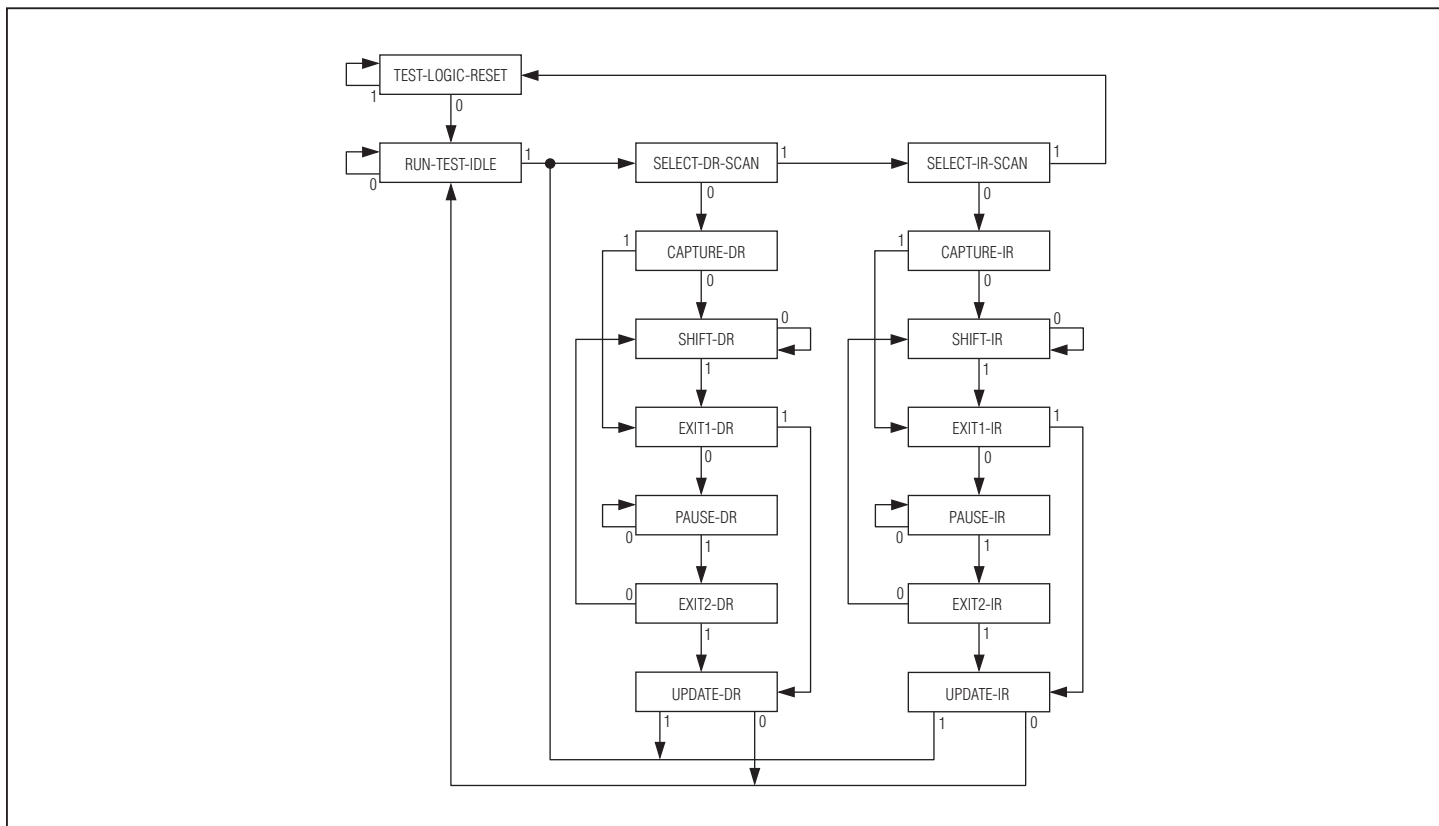 TEST-LOGIC-RESET
1
0
RUN-TEST-IDLE
1
0
SELECT-DR-SCAN
1
0
SELECT-IR-SCAN
1
0
1
CAPTURE-DR
0
1
CAPTURE-IR
0
SHIFT-DR
0
1
SHIFT-IR
0
1
EXIT1-DR
1
0
EXIT1-IR
1
0
PAUSE-DR
0
1
PAUSE-IR
0
1
0
EXIT2-DR
1
0
EXIT2-IR
1
UPDATE-DR
1
0
UPDATE-IR
1
0